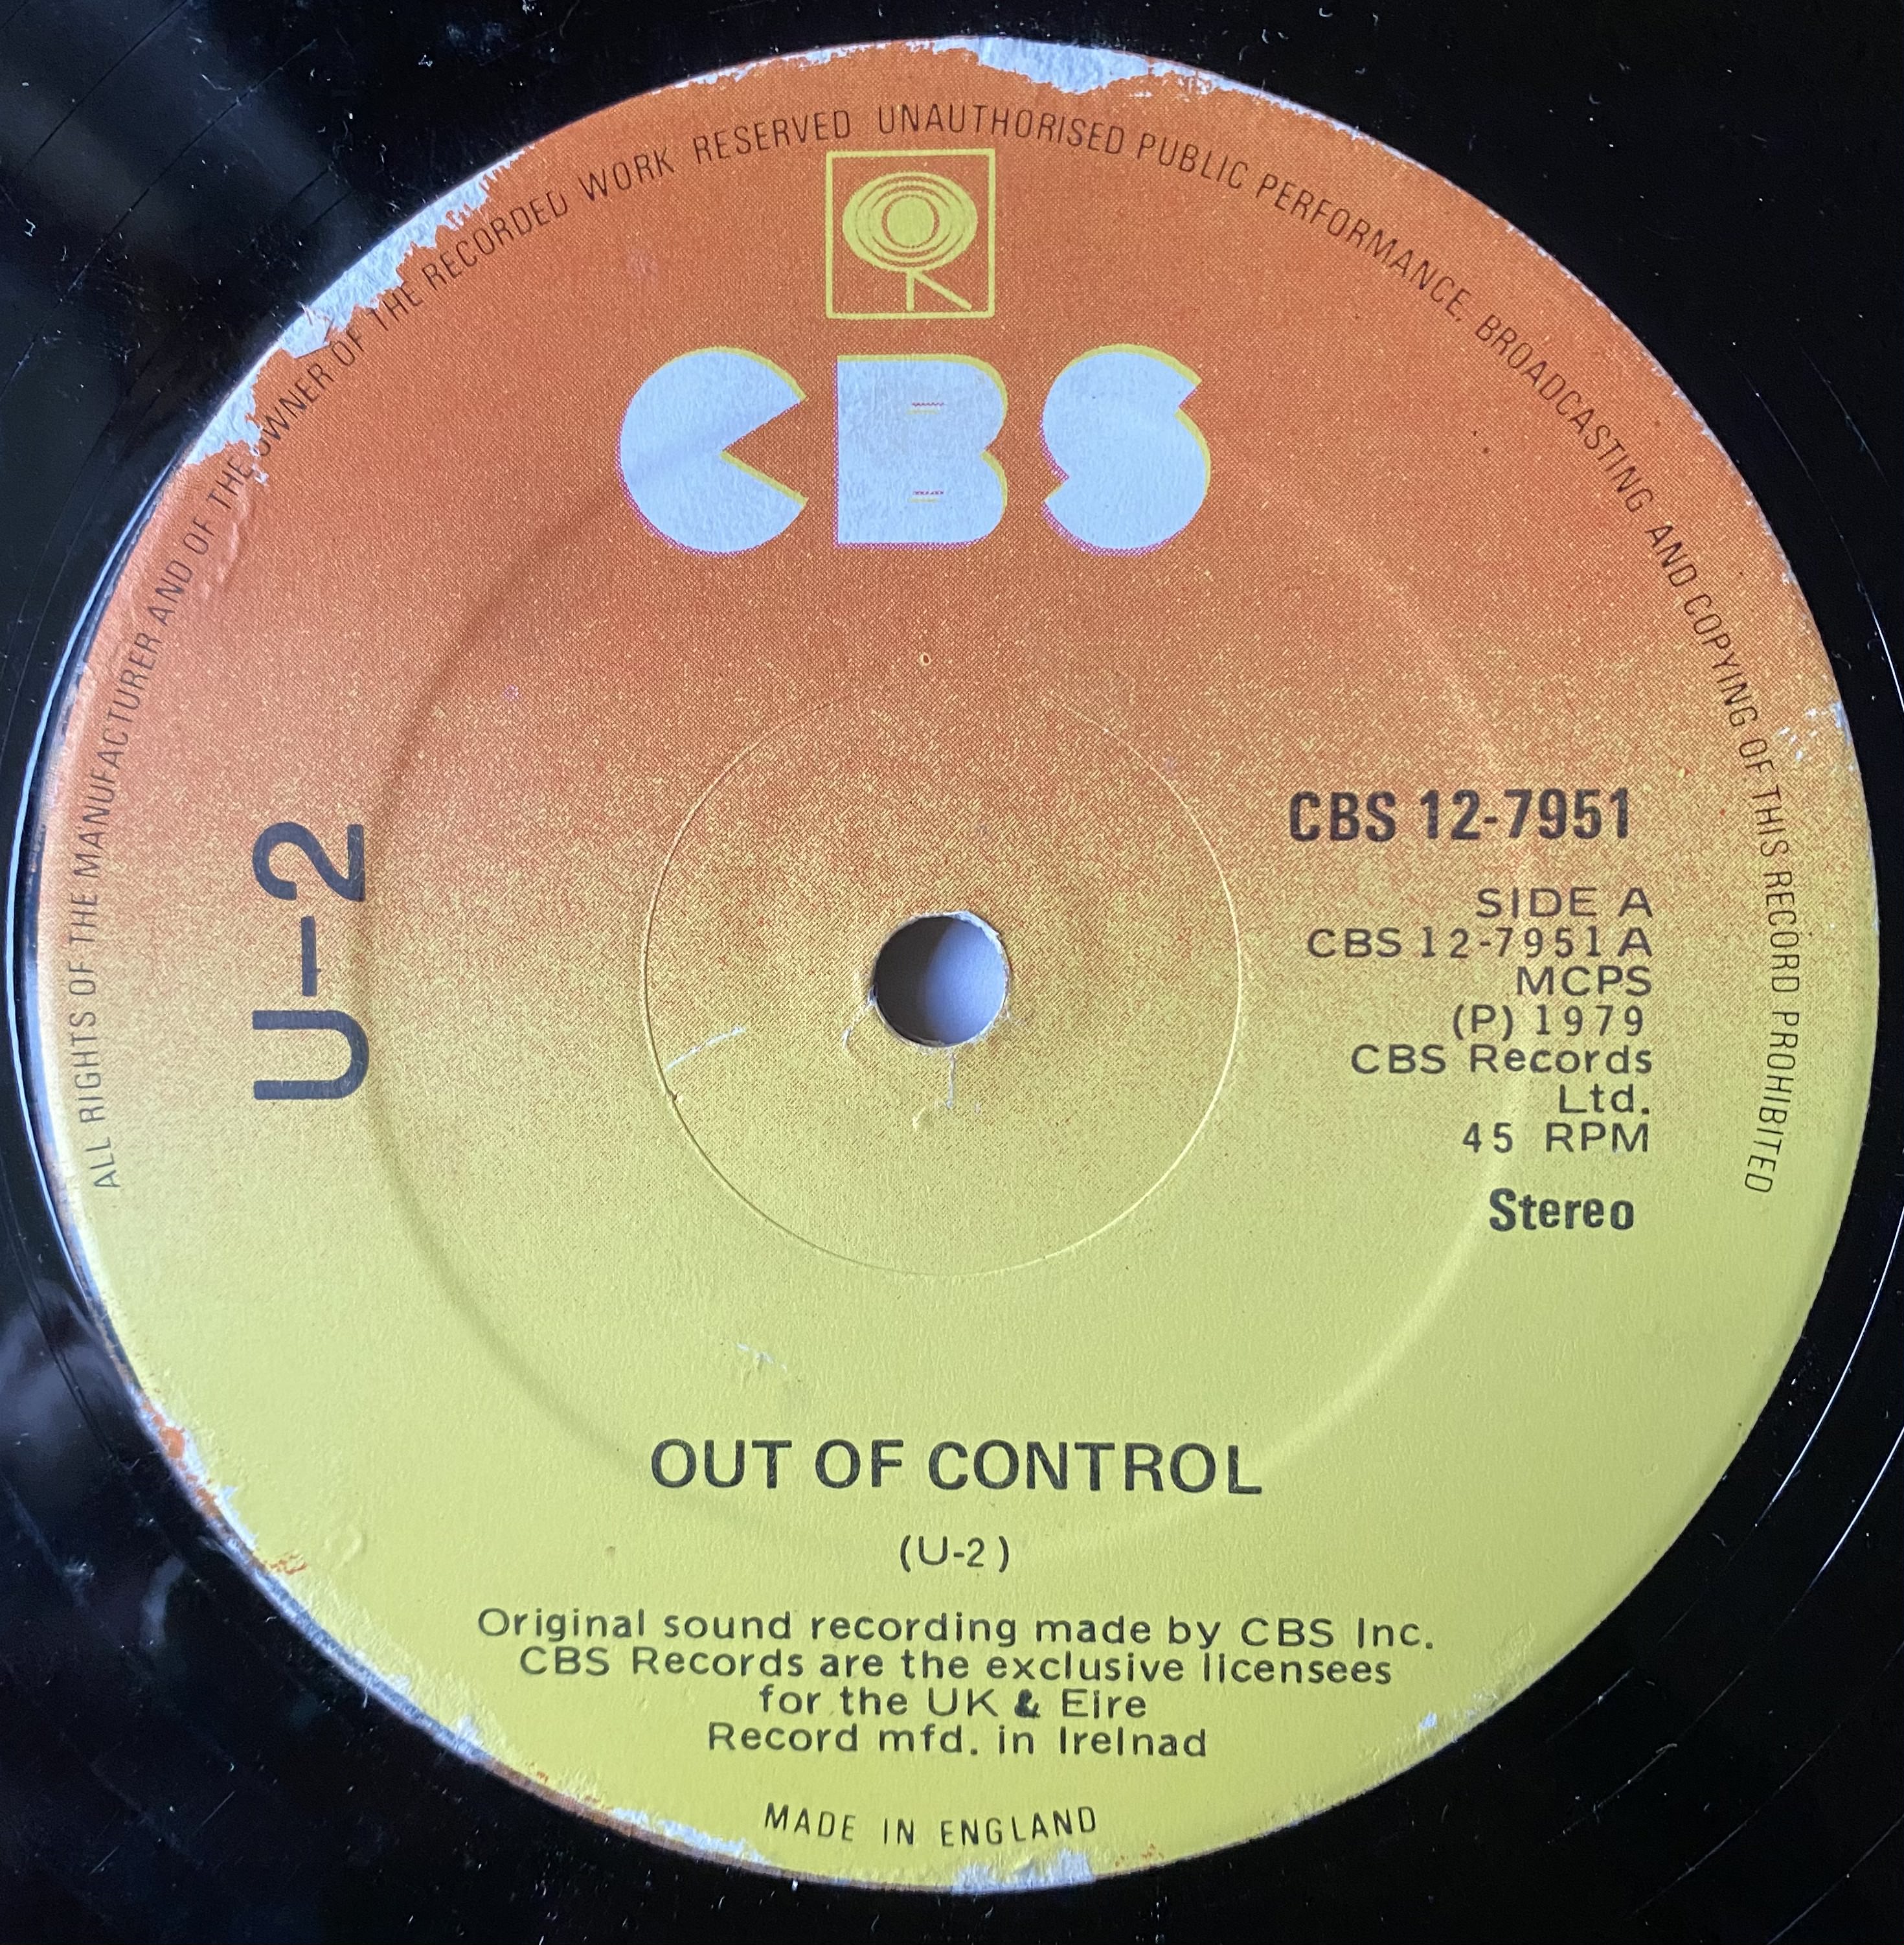 ALL RIGHTS OF THE MANUFACTURER AND OF THE OWNER OF THE RECORDED WORK RESERVED UNAUTHORISED PUBLIC PERFORMANCE, BROADCASTING AND COPYING OF THIS RECORD PROHIBITED
CBS
U-2
CBS 12-7951
SIDE A
CBS 12-7951 A
MCPS
(P) 1979
CBS Records
Ltd.
45 RPM
Stereo
OUT OF CONTROL
(U-2)
Original sound recording made by CBS Inc.
CBS Records are the exclusive licensees
for the UK & Eire
Record mfd. in Irelnad
MADE IN ENGLAND